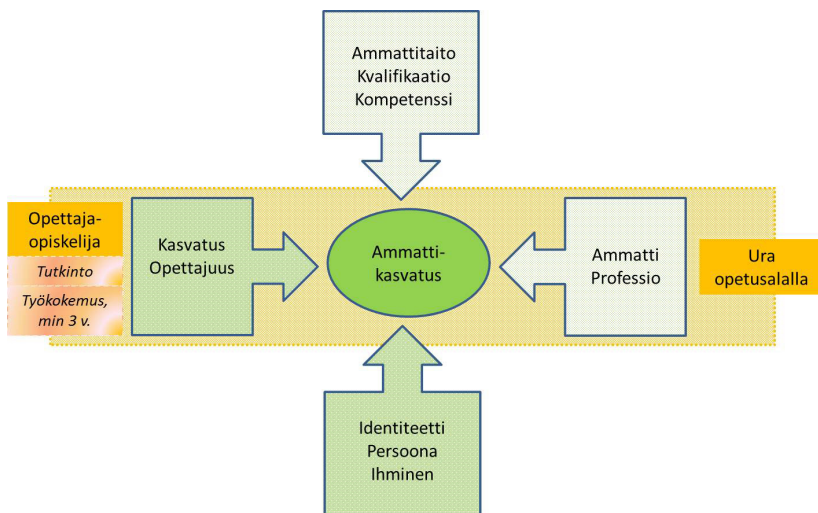 Ammattitaito
Kvalifikaatio
Kompetenssi
Opettaja-
opiskelija
Tutkinto
Työkokemus,
min 3 v.
Kasvatus
Opettajuus
Ammatti-
kasvatus
Ammatti
Professio
Ura
opetusalalla
Identiteetti
Persoona
Ihminen